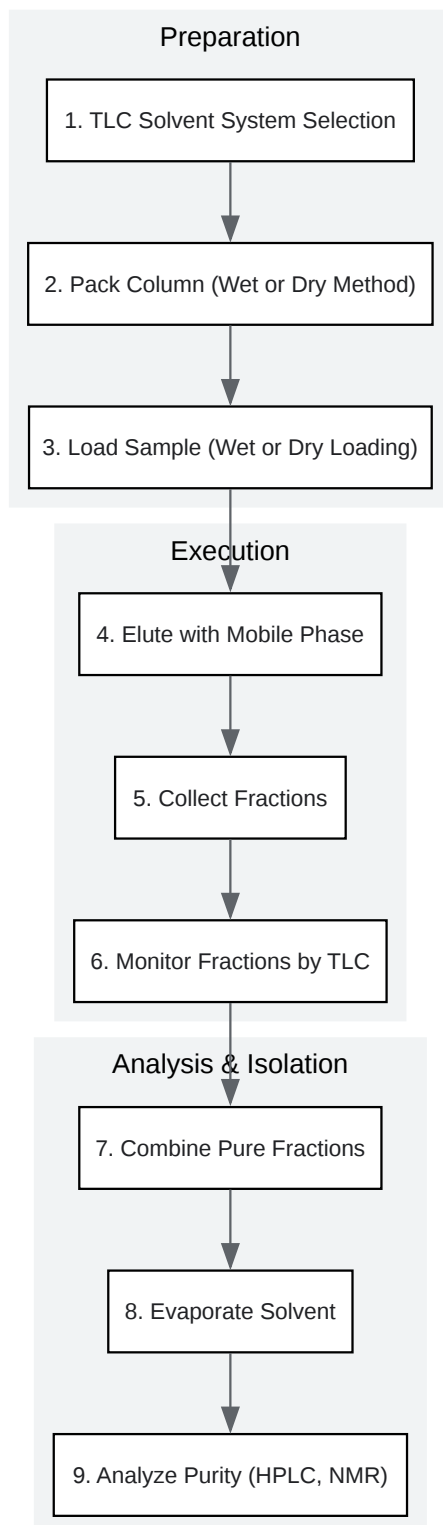 Preparation
1. TLC Solvent System Selection
2. Pack Column (Wet or Dry Method)
3. Load Sample (Wet or Dry Loading)
Execution
4. Elute with Mobile Phase
5. Collect Fractions
6. Monitor Fractions by TLC
Analysis & Isolation
7. Combine Pure Fractions
8. Evaporate Solvent
9. Analyze Purity (HPLC, NMR)